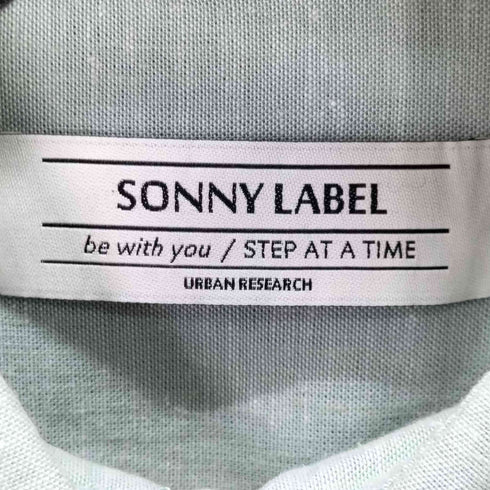 SONNY LABEL
be with you / STEP AT A TIME
URBAN RESEARCH